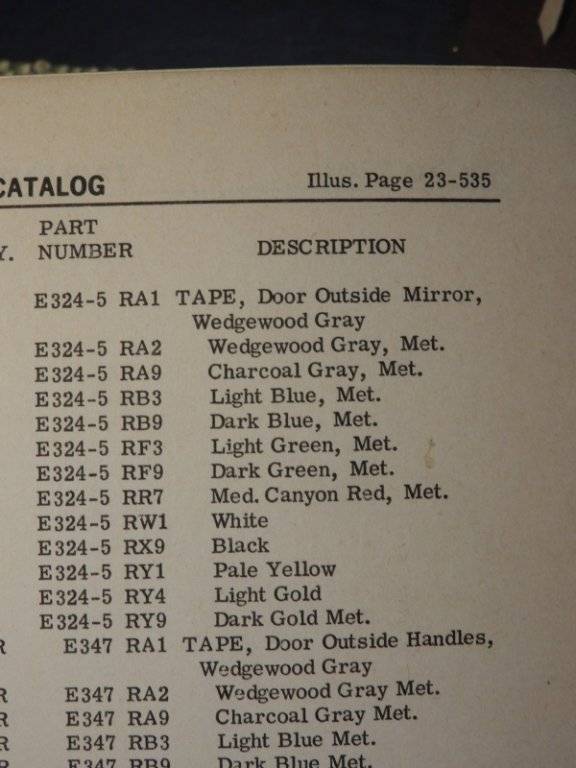 CATALOG Illus. Page 23-535
PART
Y. NUMBER DESCRIPTION
E324-5 RA1 TAPE, Door Outside Mirror,
Wedgewood Gray
E324-5 RA2 Wedgewood Gray, Met.
E324-5 RA9 Charcoal Gray, Met.
E324-5 RB3 Light Blue, Met.
E324-5 RB9 Dark Blue, Met.
E324-5 RF3 Light Green, Met.
E324-5 RF9 Dark Green, Met.
E324-5 RR7 Med. Canyon Red, Met.
E324-5 RW1 White
E324-5 RX9 Black
E324-5 RY1 Pale Yellow
E324-5 RY4 Light Gold
E324-5 RY9 Dark Gold Met.
R E347 RA1 TAPE, Door Outside Handles,
Wedgewood Gray
R E347 RA2 Wedgewood Gray Met.
R E347 RA9 Charcoal Gray Met.
R E347 RB3 Light Blue Met.
R E347 RB9 Dark Blue Met.